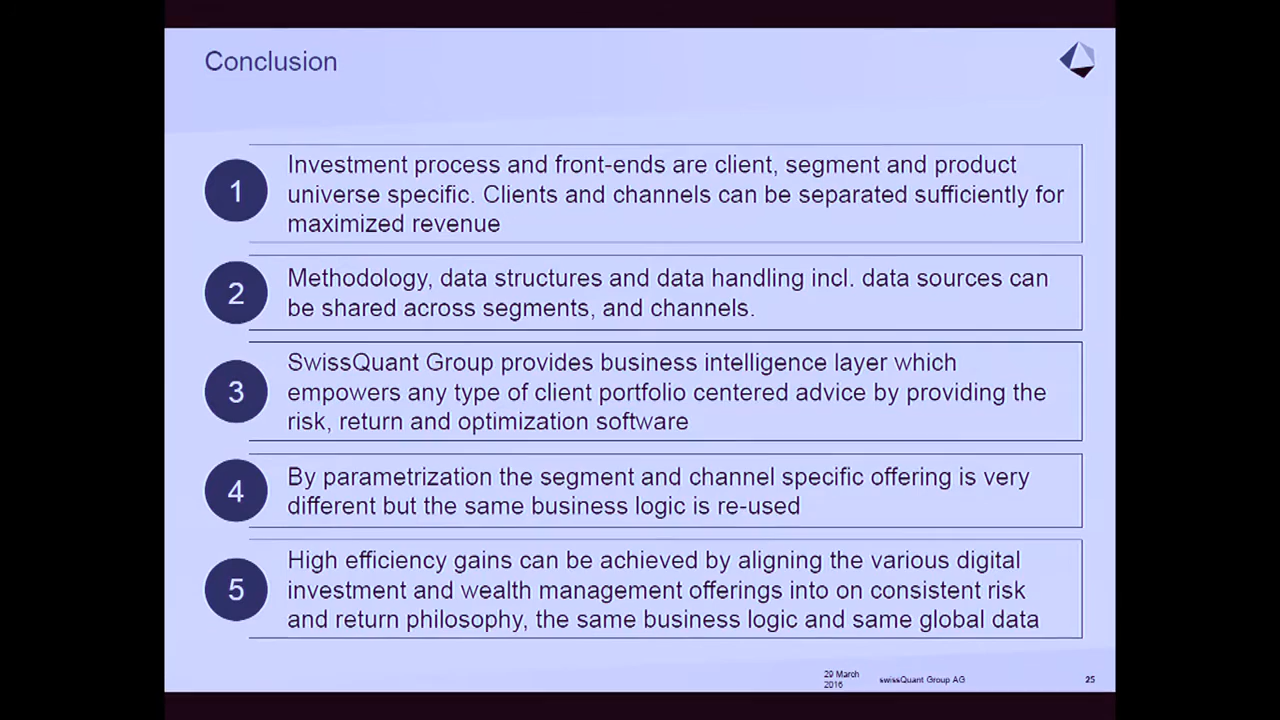 Conclusion
1
Investment process and front-ends are client, segment and product
universe specific. Clients and channels can be separated sufficiently for
maximized revenue
2
Methodology, data structures and data handling incl. data sources can
be shared across segments, and channels.
3
SwissQuant Group provides business intelligence layer which
empowers any type of client portfolio centered advice by providing the
risk, return and optimization software
4
By parametrization the segment and channel specific offering is very
different but the same business logic is re-used
5
High efficiency gains can be achieved by aligning the various digital
investment and wealth management offerings into on consistent risk
and return philosophy, the same business logic and same global data
29 March
2016
swissQuant Group AG
25